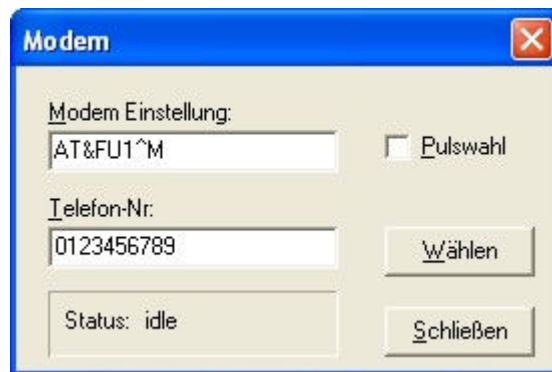 Modem
Modem Einstellung:
AT&FU1^M
Pulswahl
Telefon-Nr:
0123456789
Wählen
Status: idle
Schließen